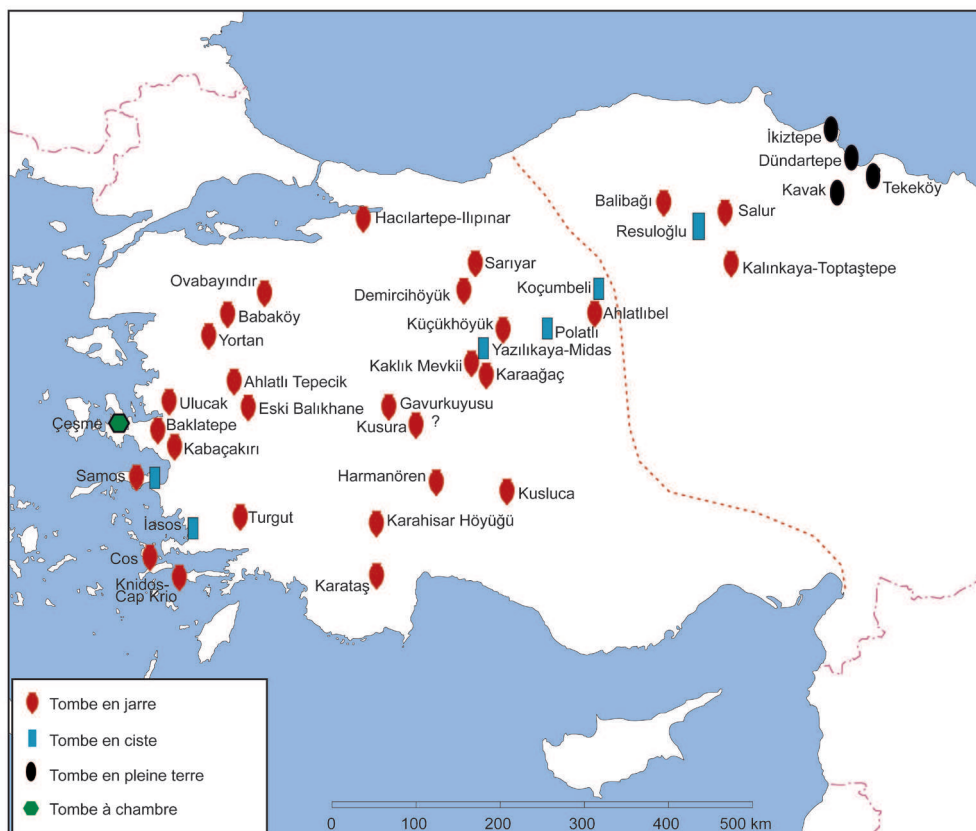 İkiztepe
Dündartepe
Tekeköy
Kavak
Balibağı
Salur
Resuloğlu
Hacılartepe-Ilıpınar
Kalınkaya-Toptaştepe
Sarıyar
Ovabayındır
Demircihöyük
Koçumbeli
Babaköy
Ahlatlıbel
Küçükhöyük
Polatlı
Yortan
Yazılıkaya-Midas
Kaklık Mevkii
Karaağaç
Ahlatlı Tepecik
Ulucak
Eski Balıkhane
Gavurkuyusu
?
Çeşme
Baklatepe
Kusura
Kabaçakırı
Samos
Harmanören
Kusluca
İasos
Turgut
Karahisar Höyüğü
Cos
Knidos-
Cap Krio
Karataş
Tombe en jarre
Tombe en ciste
Tombe en pleine terre
Tombe à chambre
0 100 200 300 400 500 km